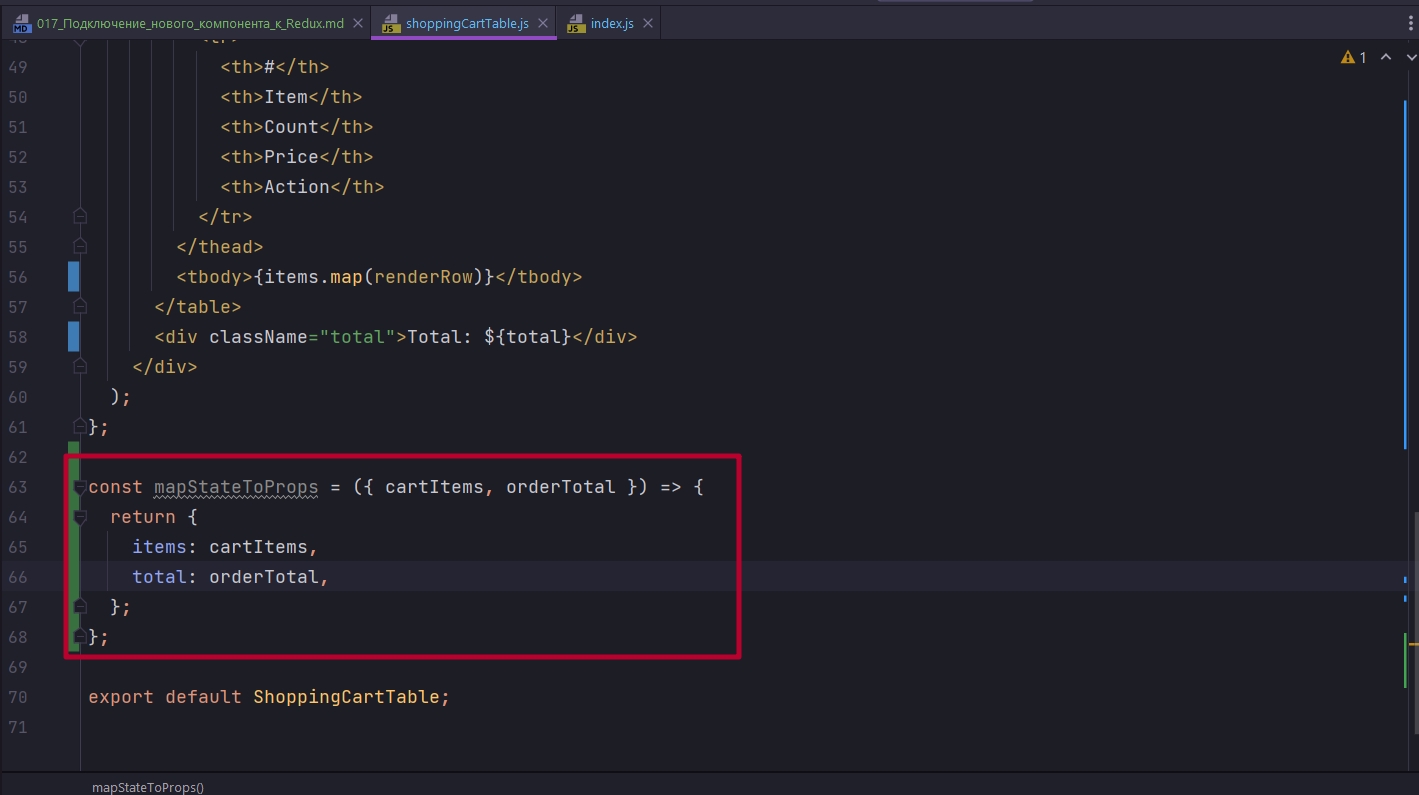 017_Подключение_нового_компонента_к_Redux.md shoppingCartTable.js index.js
1
49 <th>#</th>
50 <th>Item</th>
51 <th>Count</th>
52 <th>Price</th>
53 <th>Action</th>
54 </tr>
55 </thead>
56 <tbody>{items.map(renderRow)}</tbody>
57 </table>
58 <div className="total">Total: ${total}</div>
59 </div>
60 );
61 };
62
63 const mapStateToProps = ({ cartItems, orderTotal }) => {
64 return {
65 items: cartItems,
66 total: orderTotal,
67 };
68 };
69
70 export default ShoppingCartTable;
71
mapStateToProps()